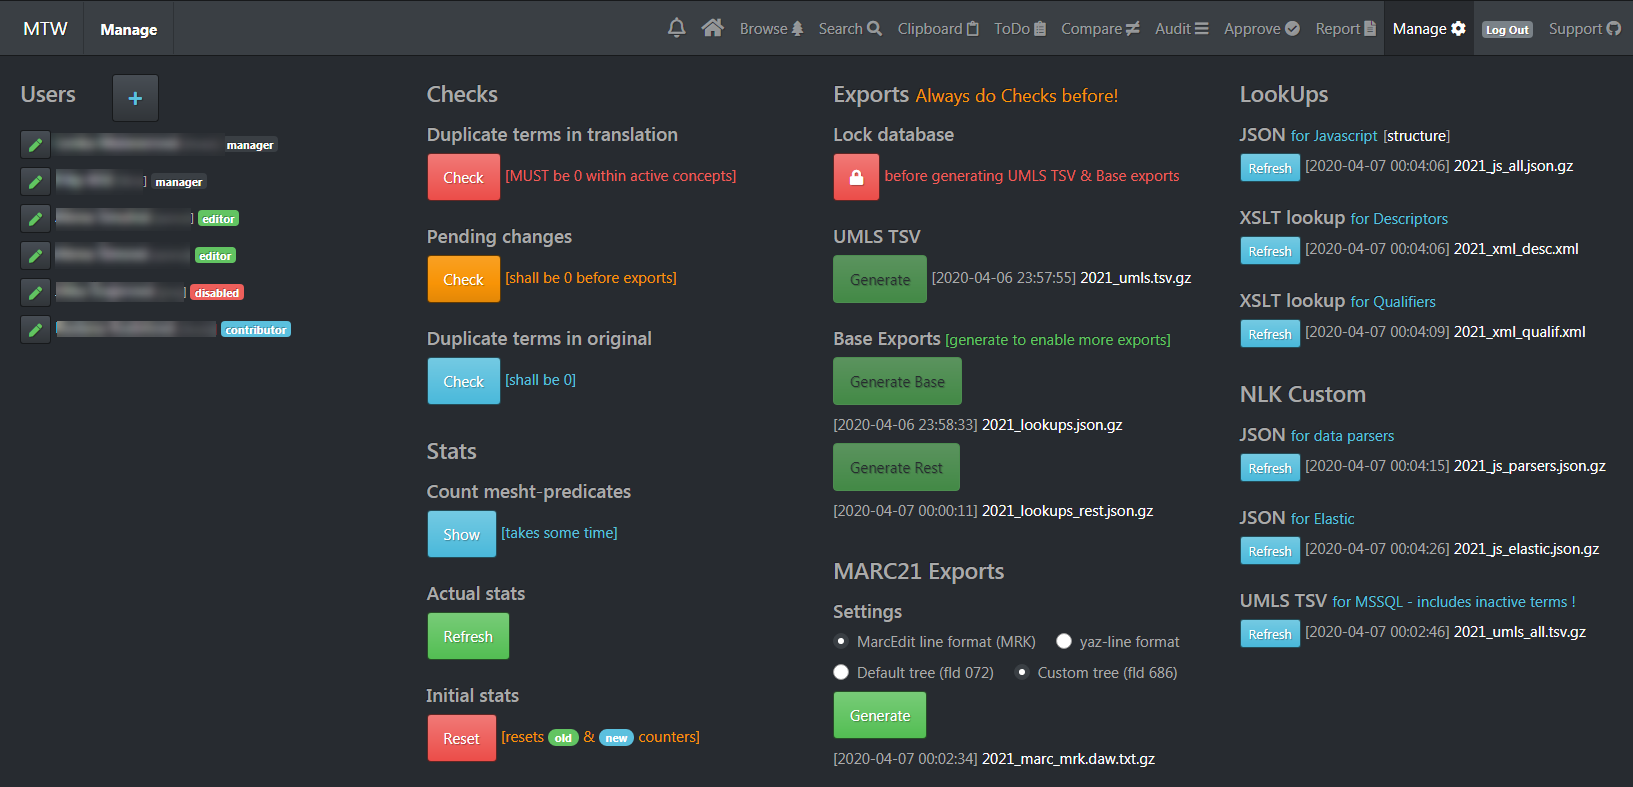 MTW Manage Browse Search Clipboard ToDo Compare Audit Approve Report Manage Log Out Support
Users
manager
] manager
] editor
editor
] disabled
contributor
Checks
Duplicate terms in translation
Check [MUST be 0 within active concepts]
Pending changes
Check [shall be 0 before exports]
Duplicate terms in original
Check [shall be 0]
Stats
Count mesht-predicates
Show [takes some time]
Actual stats
Refresh
Initial stats
Reset [resets old & new counters]
Exports Always do Checks before!
Lock database
before generating UMLS TSV & Base exports
UMLS TSV
Generate [2020-04-06 23:57:55] 2021_umls.tsv.gz
Base Exports [generate to enable more exports]
Generate Base
[2020-04-06 23:58:33] 2021_lookups.json.gz
Generate Rest
[2020-04-07 00:00:11] 2021_lookups_rest.json.gz
MARC21 Exports
Settings
MarcEdit line format (MRK) yaz-line format
Default tree (fld 072) Custom tree (fld 686)
Generate
[2020-04-07 00:02:34] 2021_marc_mrk.daw.txt.gz
LookUps
JSON for Javascript [structure]
Refresh [2020-04-07 00:04:06] 2021_js_all.json.gz
XSLT lookup for Descriptors
Refresh [2020-04-07 00:04:06] 2021_xml_desc.xml
XSLT lookup for Qualifiers
Refresh [2020-04-07 00:04:09] 2021_xml_qualif.xml
NLK Custom
JSON for data parsers
Refresh [2020-04-07 00:04:15] 2021_js_parsers.json.gz
JSON for Elastic
Refresh [2020-04-07 00:04:26] 2021_js_elastic.json.gz
UMLS TSV for MSSQL - includes inactive terms !
Refresh [2020-04-07 00:02:46] 2021_umls_all.tsv.gz